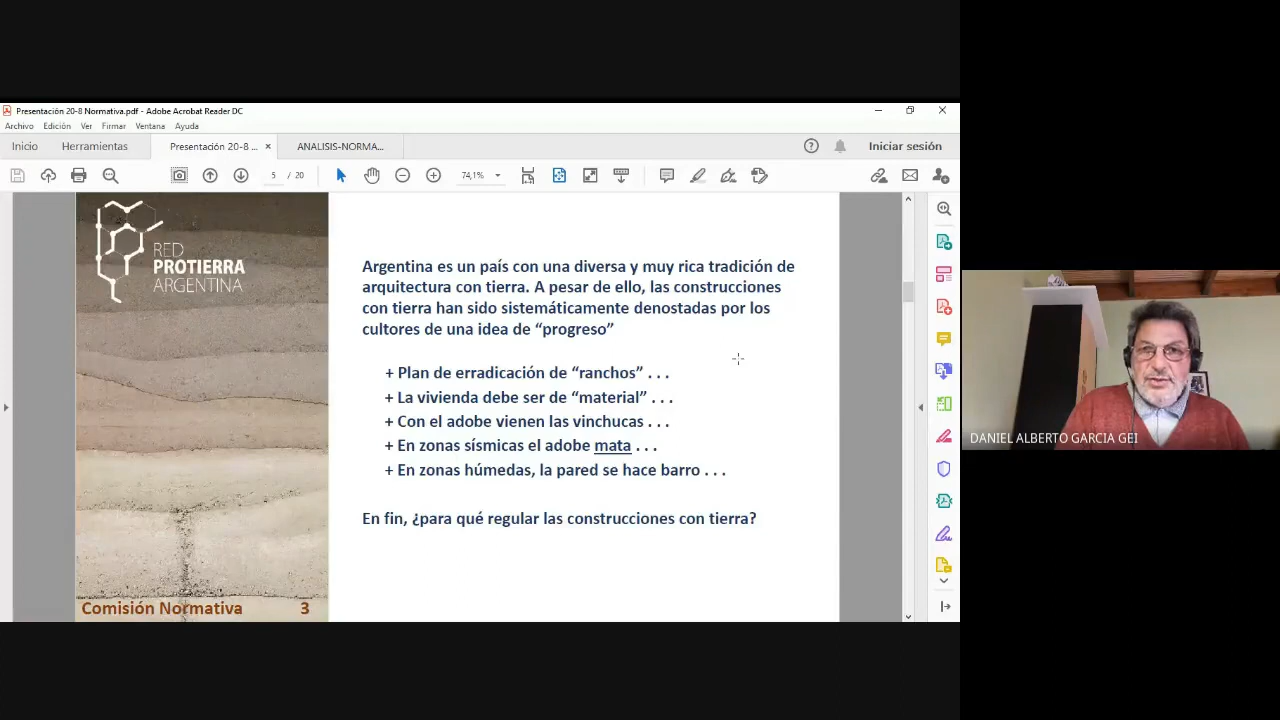 Presentación 20-8 Normativa.pdf - Adobe Acrobat Reader DC
Archivo Edición Ver Firmar Ventana Ayuda
Inicio Herramientas Presentación 20-8 ... × ANALISIS-NORMA... Iniciar sesión
5 / 20 74,1%
RED
PROTIERRA
ARGENTINA
Argentina es un país con una diversa y muy rica tradición de
arquitectura con tierra. A pesar de ello, las construcciones
con tierra han sido sistemáticamente denostadas por los
cultores de una idea de “progreso”
+ Plan de erradicación de “ranchos” . . .
+ La vivienda debe ser de “material” . . .
+ Con el adobe vienen las vinchucas . . .
+ En zonas sísmicas el adobe mata . . .
+ En zonas húmedas, la pared se hace barro . . .
En fin, ¿para qué regular las construcciones con tierra?
Comisión Normativa 3
DANIEL ALBERTO GARCIA GEI